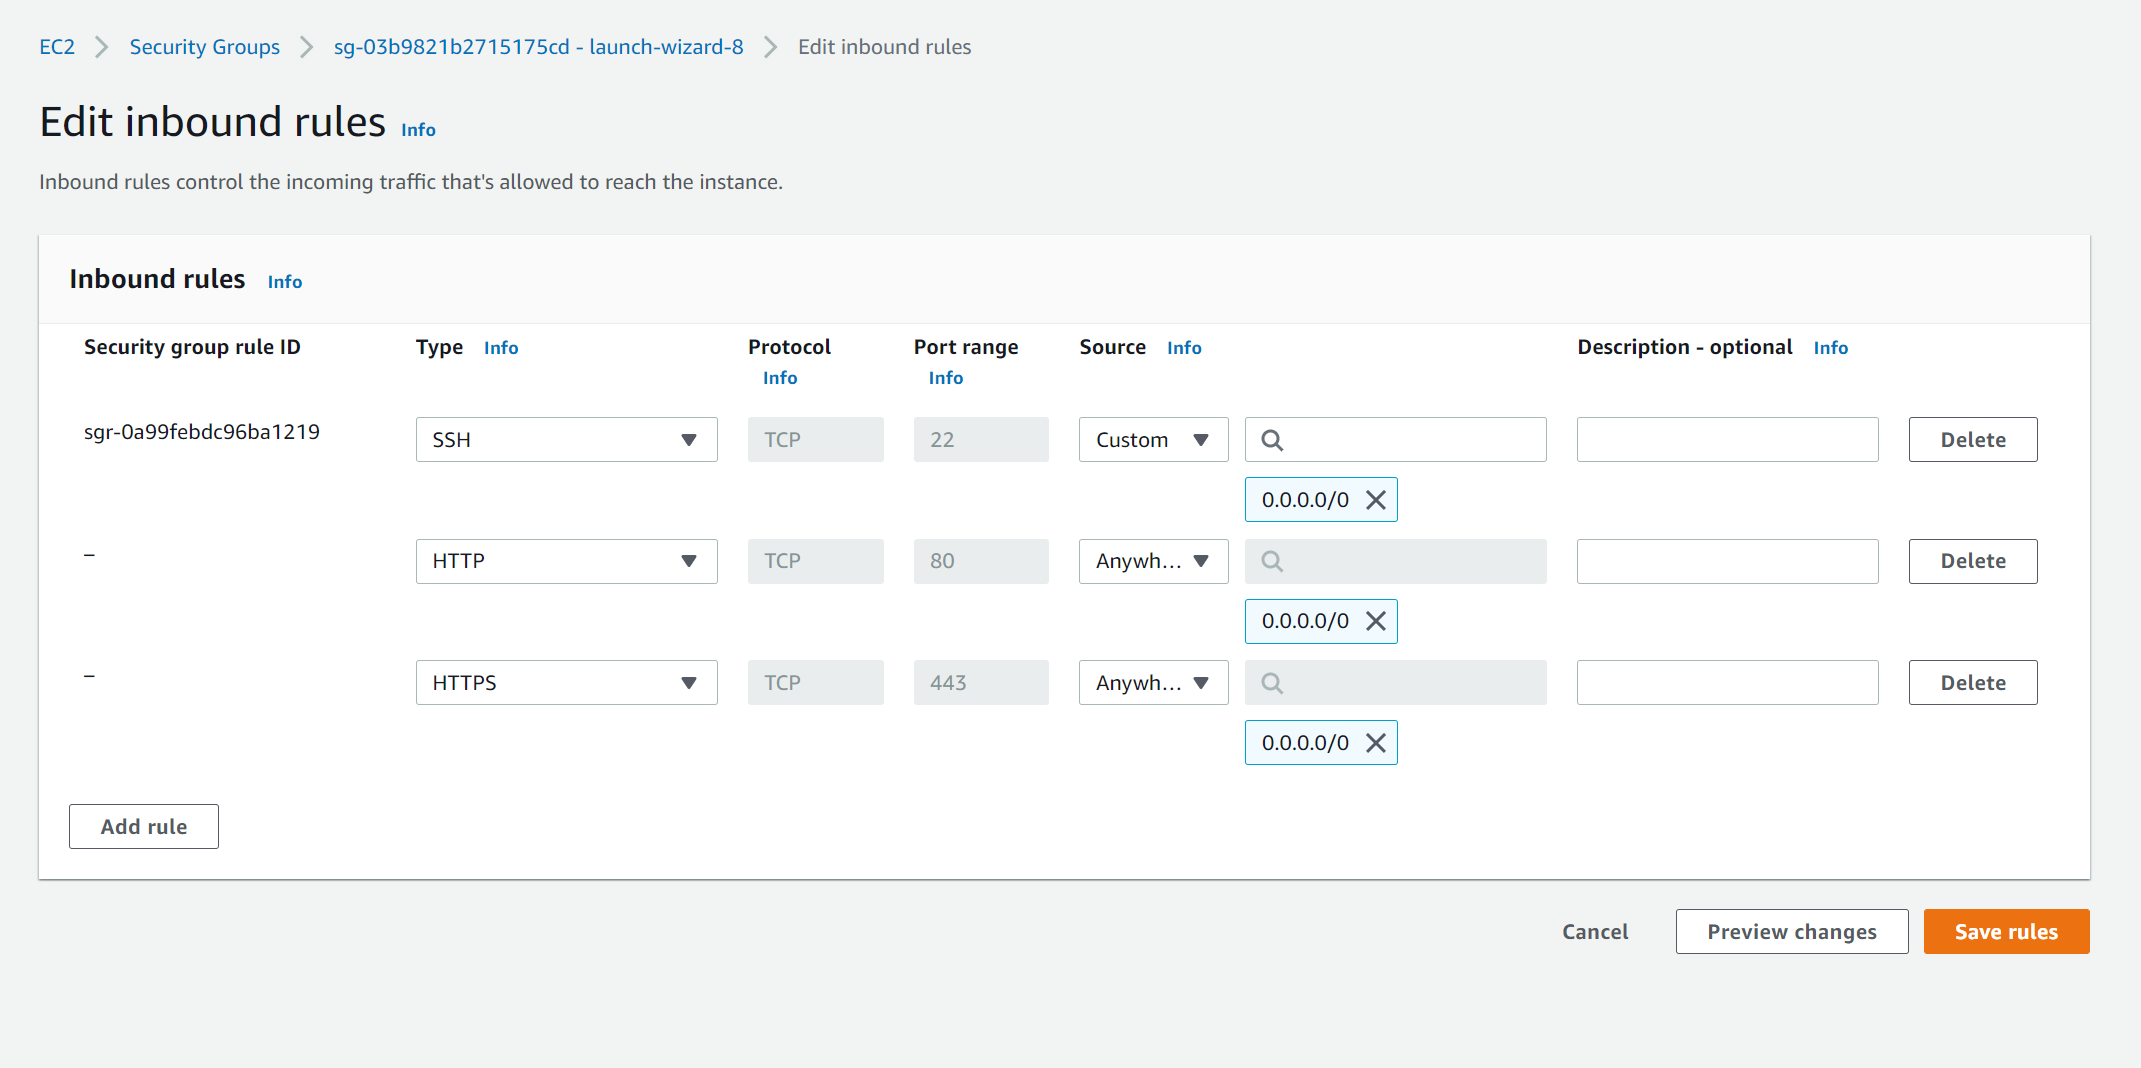 EC2 Security Groups sg-03b9821b2715175cd - launch-wizard-8 Edit inbound rules
Edit inbound rules Info
Inbound rules control the incoming traffic that's allowed to reach the instance.
Inbound rules Info
Security group rule ID Type Info Protocol Info Port range Info Source Info Description - optional Info
sgr-0a99febdc96ba1219 SSH TCP 22 Custom Delete
0.0.0.0/0
– HTTP TCP 80 Anywh... Delete
0.0.0.0/0
– HTTPS TCP 443 Anywh... Delete
0.0.0.0/0
Add rule
Cancel Preview changes Save rules